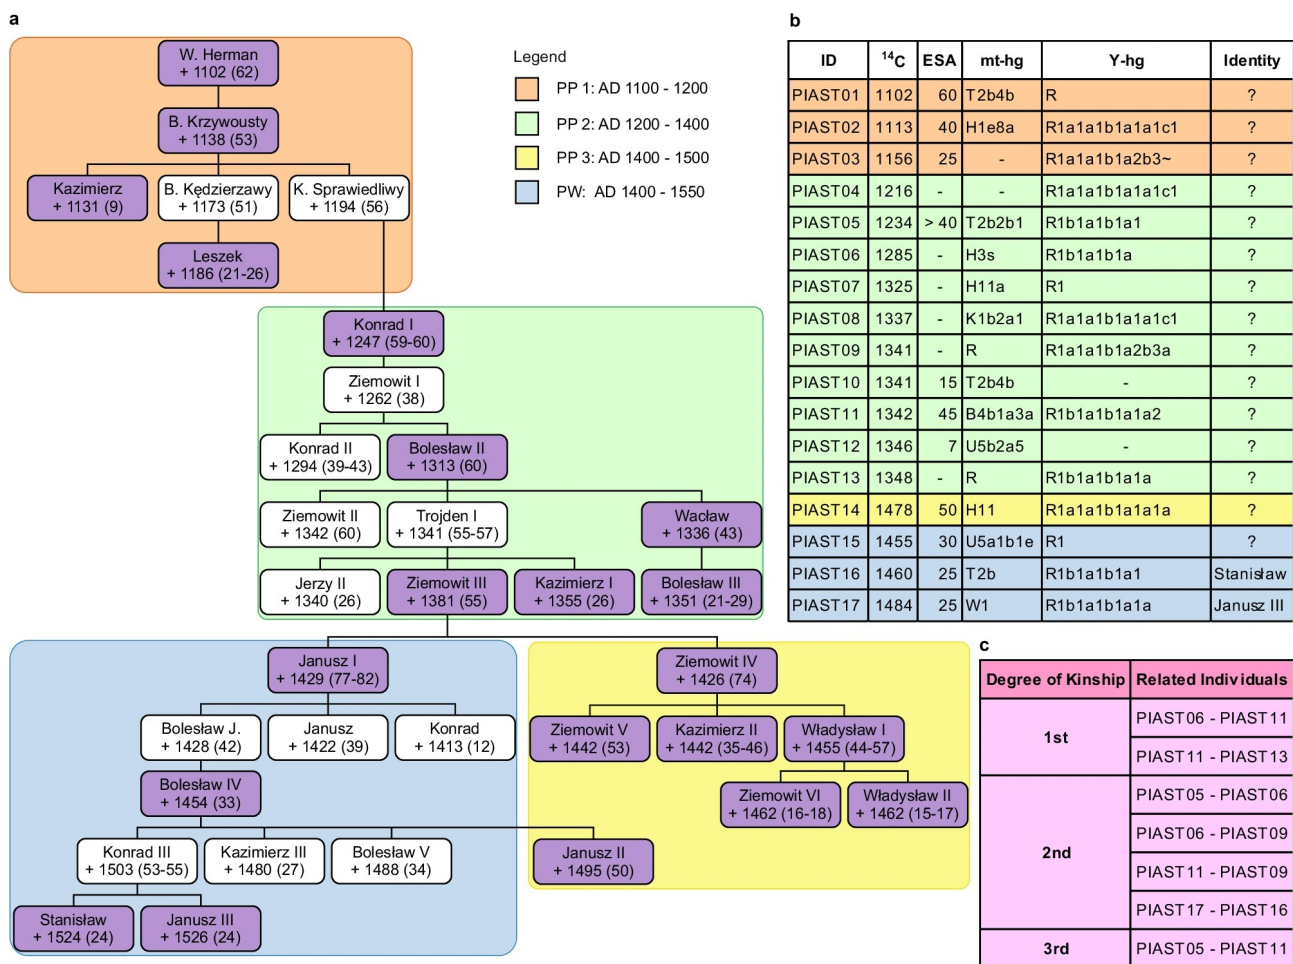 a
W. Herman
+ 1102 (62)
B. Krzywousty
+ 1138 (53)
Kazimierz
+ 1131 (9)
B. Kędzierzawy
+ 1173 (51)
K. Sprawiedliwy
+ 1194 (56)
Leszek
+ 1186 (21-26)
Legend
PP 1: AD 1100 - 1200
PP 2: AD 1200 - 1400
PP 3: AD 1400 - 1500
PW: AD 1400 - 1550
Konrad I
+ 1247 (59-60)
Ziemowit I
+ 1262 (38)
Konrad II
+ 1294 (39-43)
Bolesław II
+ 1313 (60)
Ziemowit II
+ 1342 (60)
Trojden I
+ 1341 (55-57)
Wacław
+ 1336 (43)
Jerzy II
+ 1340 (26)
Ziemowit III
+ 1381 (55)
Kazimierz I
+ 1355 (26)
Bolesław III
+ 1351 (21-29)
Janusz I
+ 1429 (77-82)
Ziemowit IV
+ 1426 (74)
Bolesław J.
+ 1428 (42)
Janusz
+ 1422 (39)
Konrad
+ 1413 (12)
Ziemowit V
+ 1442 (53)
Kazimierz II
+ 1442 (35-46)
Władysław I
+ 1455 (44-57)
Bolesław IV
+ 1454 (33)
Ziemowit VI
+ 1462 (16-18)
Władysław II
+ 1462 (15-17)
Konrad III
+ 1503 (53-55)
Kazimierz III
+ 1480 (27)
Bolesław V
+ 1488 (34)
Janusz II
+ 1495 (50)
Stanisław
+ 1524 (24)
Janusz III
+ 1526 (24)
b
ID 14C ESA mt-hg Y-hg Identity
PIAST01 1102 60 T2b4b R ?
PIAST02 1113 40 H1e8a R1a1a1b1a1a1c1 ?
PIAST03 1156 25 - R1a1a1b1a2b3~ ?
PIAST04 1216 - - R1a1a1b1a1a1c1 ?
PIAST05 1234 > 40 T2b2b1 R1b1a1b1a1 ?
PIAST06 1285 - H3s R1b1a1b1a ?
PIAST07 1325 - H11a R1 ?
PIAST08 1337 - K1b2a1 R1a1a1b1a1a1c1 ?
PIAST09 1341 - R R1a1a1b1a2b3a ?
PIAST10 1341 15 T2b4b - ?
PIAST11 1342 45 B4b1a3a R1b1a1b1a1a2 ?
PIAST12 1346 7 U5b2a5 - ?
PIAST13 1348 - R R1b1a1b1a1a ?
PIAST14 1478 50 H11 R1a1a1b1a1a1a ?
PIAST15 1455 30 U5a1b1e R1 ?
PIAST16 1460 25 T2b R1b1a1b1a1 Stanisław
PIAST17 1484 25 W1 R1b1a1b1a1a Janusz III
c
Degree of Kinship Related Individuals
1st
PIAST06 - PIAST11
PIAST11 - PIAST13
2nd
PIAST05 - PIAST06
PIAST06 - PIAST09
PIAST11 - PIAST09
PIAST17 - PIAST16
3rd
PIAST05 - PIAST11